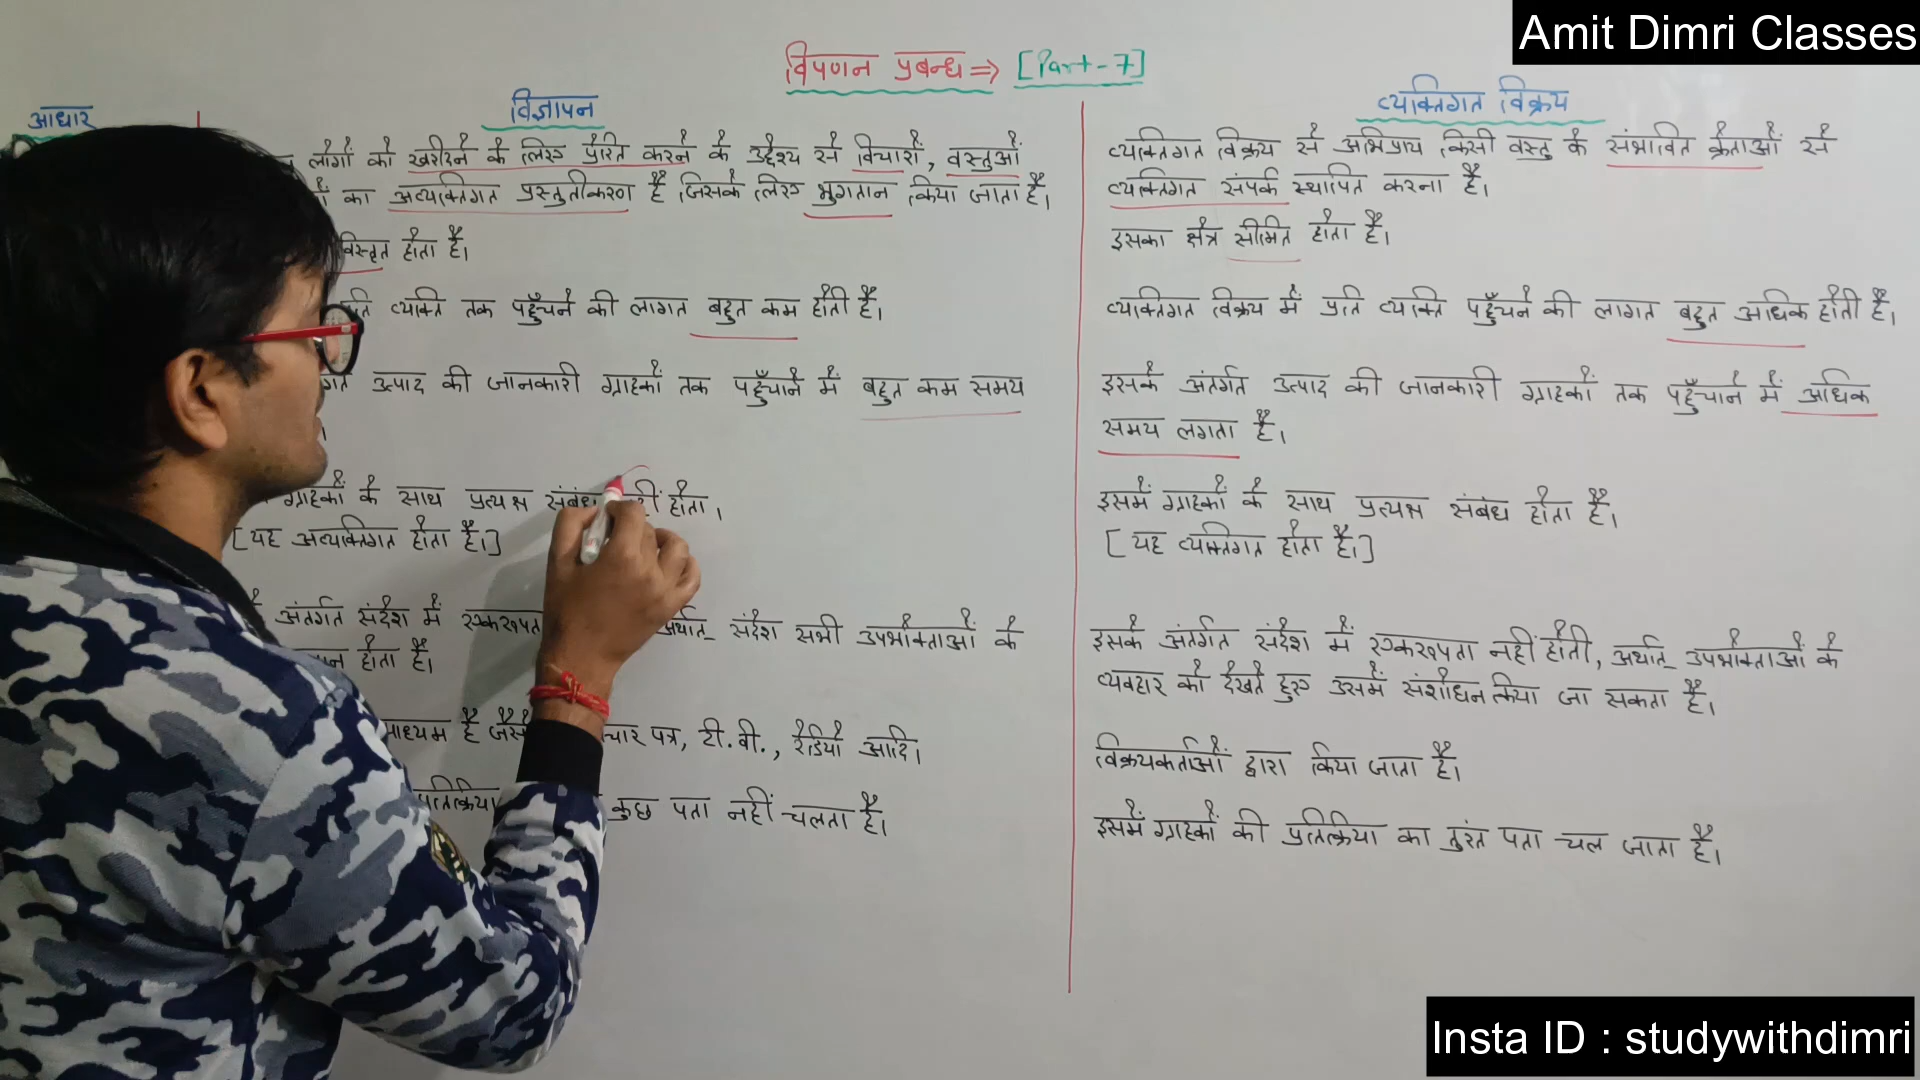 Amit Dimri Classes
विपणन प्रबन्ध ⇒ [Part-7]
आधार
विज्ञापन
लोगों को खरीदने के लिए प्रेरित करने के उद्देश्य से विचारों, वस्तुओं
का अव्यक्तिगत प्रस्तुतीकरण है जिसके लिए भुगतान किया जाता है।
विस्तृत होता है।
व्यक्ति तक पहुँचने की लागत बहुत कम होती है।
उत्पाद की जानकारी ग्राहकों तक पहुँचाने में बहुत कम समय
ग्राहकों के साथ प्रत्यक्ष संबंध होता।
[यह अव्यक्तिगत होता है।]
अंतर्गत संदेश में अर्थात् संदेश सभी उपभोक्ताओं के
होता है।
माध्यम है जैसे पत्र, टी.वी., रेडियो आदि।
प्रतिक्रिया कुछ पता नहीं चलता है।
व्यक्तिगत विक्रय
व्यक्तिगत विक्रय से अभिप्राय किसी वस्तु के संभावित क्रेताओं से
व्यक्तिगत संपर्क स्थापित करना है।
इसका क्षेत्र सीमित होता है।
व्यक्तिगत विक्रय में प्रति व्यक्ति पहुँचने की लागत बहुत अधिक होती है।
इसके अंतर्गत उत्पाद की जानकारी ग्राहकों तक पहुँचाने में अधिक
समय लगता है।
इसमें ग्राहकों के साथ प्रत्यक्ष संबंध होता है।
[यह व्यक्तिगत होता है।]
इसके अंतर्गत संदेश में एकरूपता नहीं होती, अर्थात् उपभोक्ताओं के
व्यवहार को देखते हुए उसमें संशोधन किया जा सकता है।
विक्रयकर्ताओं द्वारा किया जाता है।
इसमें ग्राहकों की प्रतिक्रिया का तुरंत पता चल जाता है।
Insta ID : studywithdimri